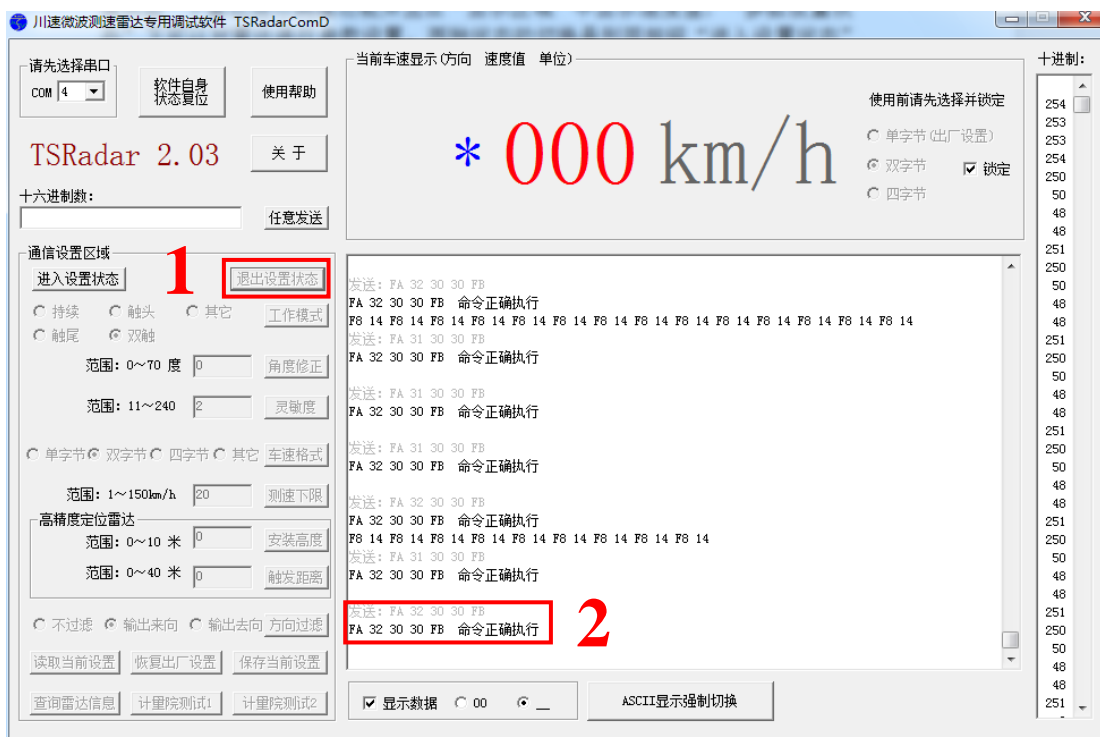 川速微波测速雷达专用调试软件 TSRadarComD
请先选择串口
COM 4
软件自身
状态复位
使用帮助
TSRadar 2.03
关于
十六进制数:
任意发送
当前车速显示(方向 速度值 单位)
* 000 km/h
使用前请先选择并锁定
单字节(出厂设置)
双字节
锁定
四字节
通信设置区域
1
进入设置状态
退出设置状态
持续 触头 其它 工作模式
触尾 双触
范围: 0～70 度 0 角度修正
范围: 11～240 2 灵敏度
单字节 双字节 四字节 其它 车速格式
范围: 1～150km/h 20 测速下限
高精度定位雷达
范围: 0～10 米 0 安装高度
范围: 0～40 米 0 触发距离
不过滤 输出来向 输出去向 方向过滤
读取当前设置 恢复出厂设置 保存当前设置
查询雷达信息 计量院测试1 计量院测试2
发送: FA 32 30 30 FB
FA 32 30 30 FB 命令正确执行
F8 14 F8 14 F8 14 F8 14 F8 14 F8 14 F8 14 F8 14 F8 14 F8 14 F8 14 F8 14 F8 14 F8 14
发送: FA 31 30 30 FB
FA 32 30 30 FB 命令正确执行
发送: FA 31 30 30 FB
FA 32 30 30 FB 命令正确执行
发送: FA 31 30 30 FB
FA 32 30 30 FB 命令正确执行
发送: FA 32 30 30 FB
FA 32 30 30 FB 命令正确执行
F8 14 F8 14 F8 14 F8 14 F8 14 F8 14 F8 14 F8 14 F8 14
发送: FA 31 30 30 FB
FA 32 30 30 FB 命令正确执行
发送: FA 32 30 30 FB
FA 32 30 30 FB 命令正确执行
2
显示数据 00 __
ASCII显示强制切换
十进制:
254
253
253
254
250
50
48
48
251
250
50
48
48
251
250
50
48
48
251
250
50
48
48
251
250
50
48
48
251
250
50
48
48
251